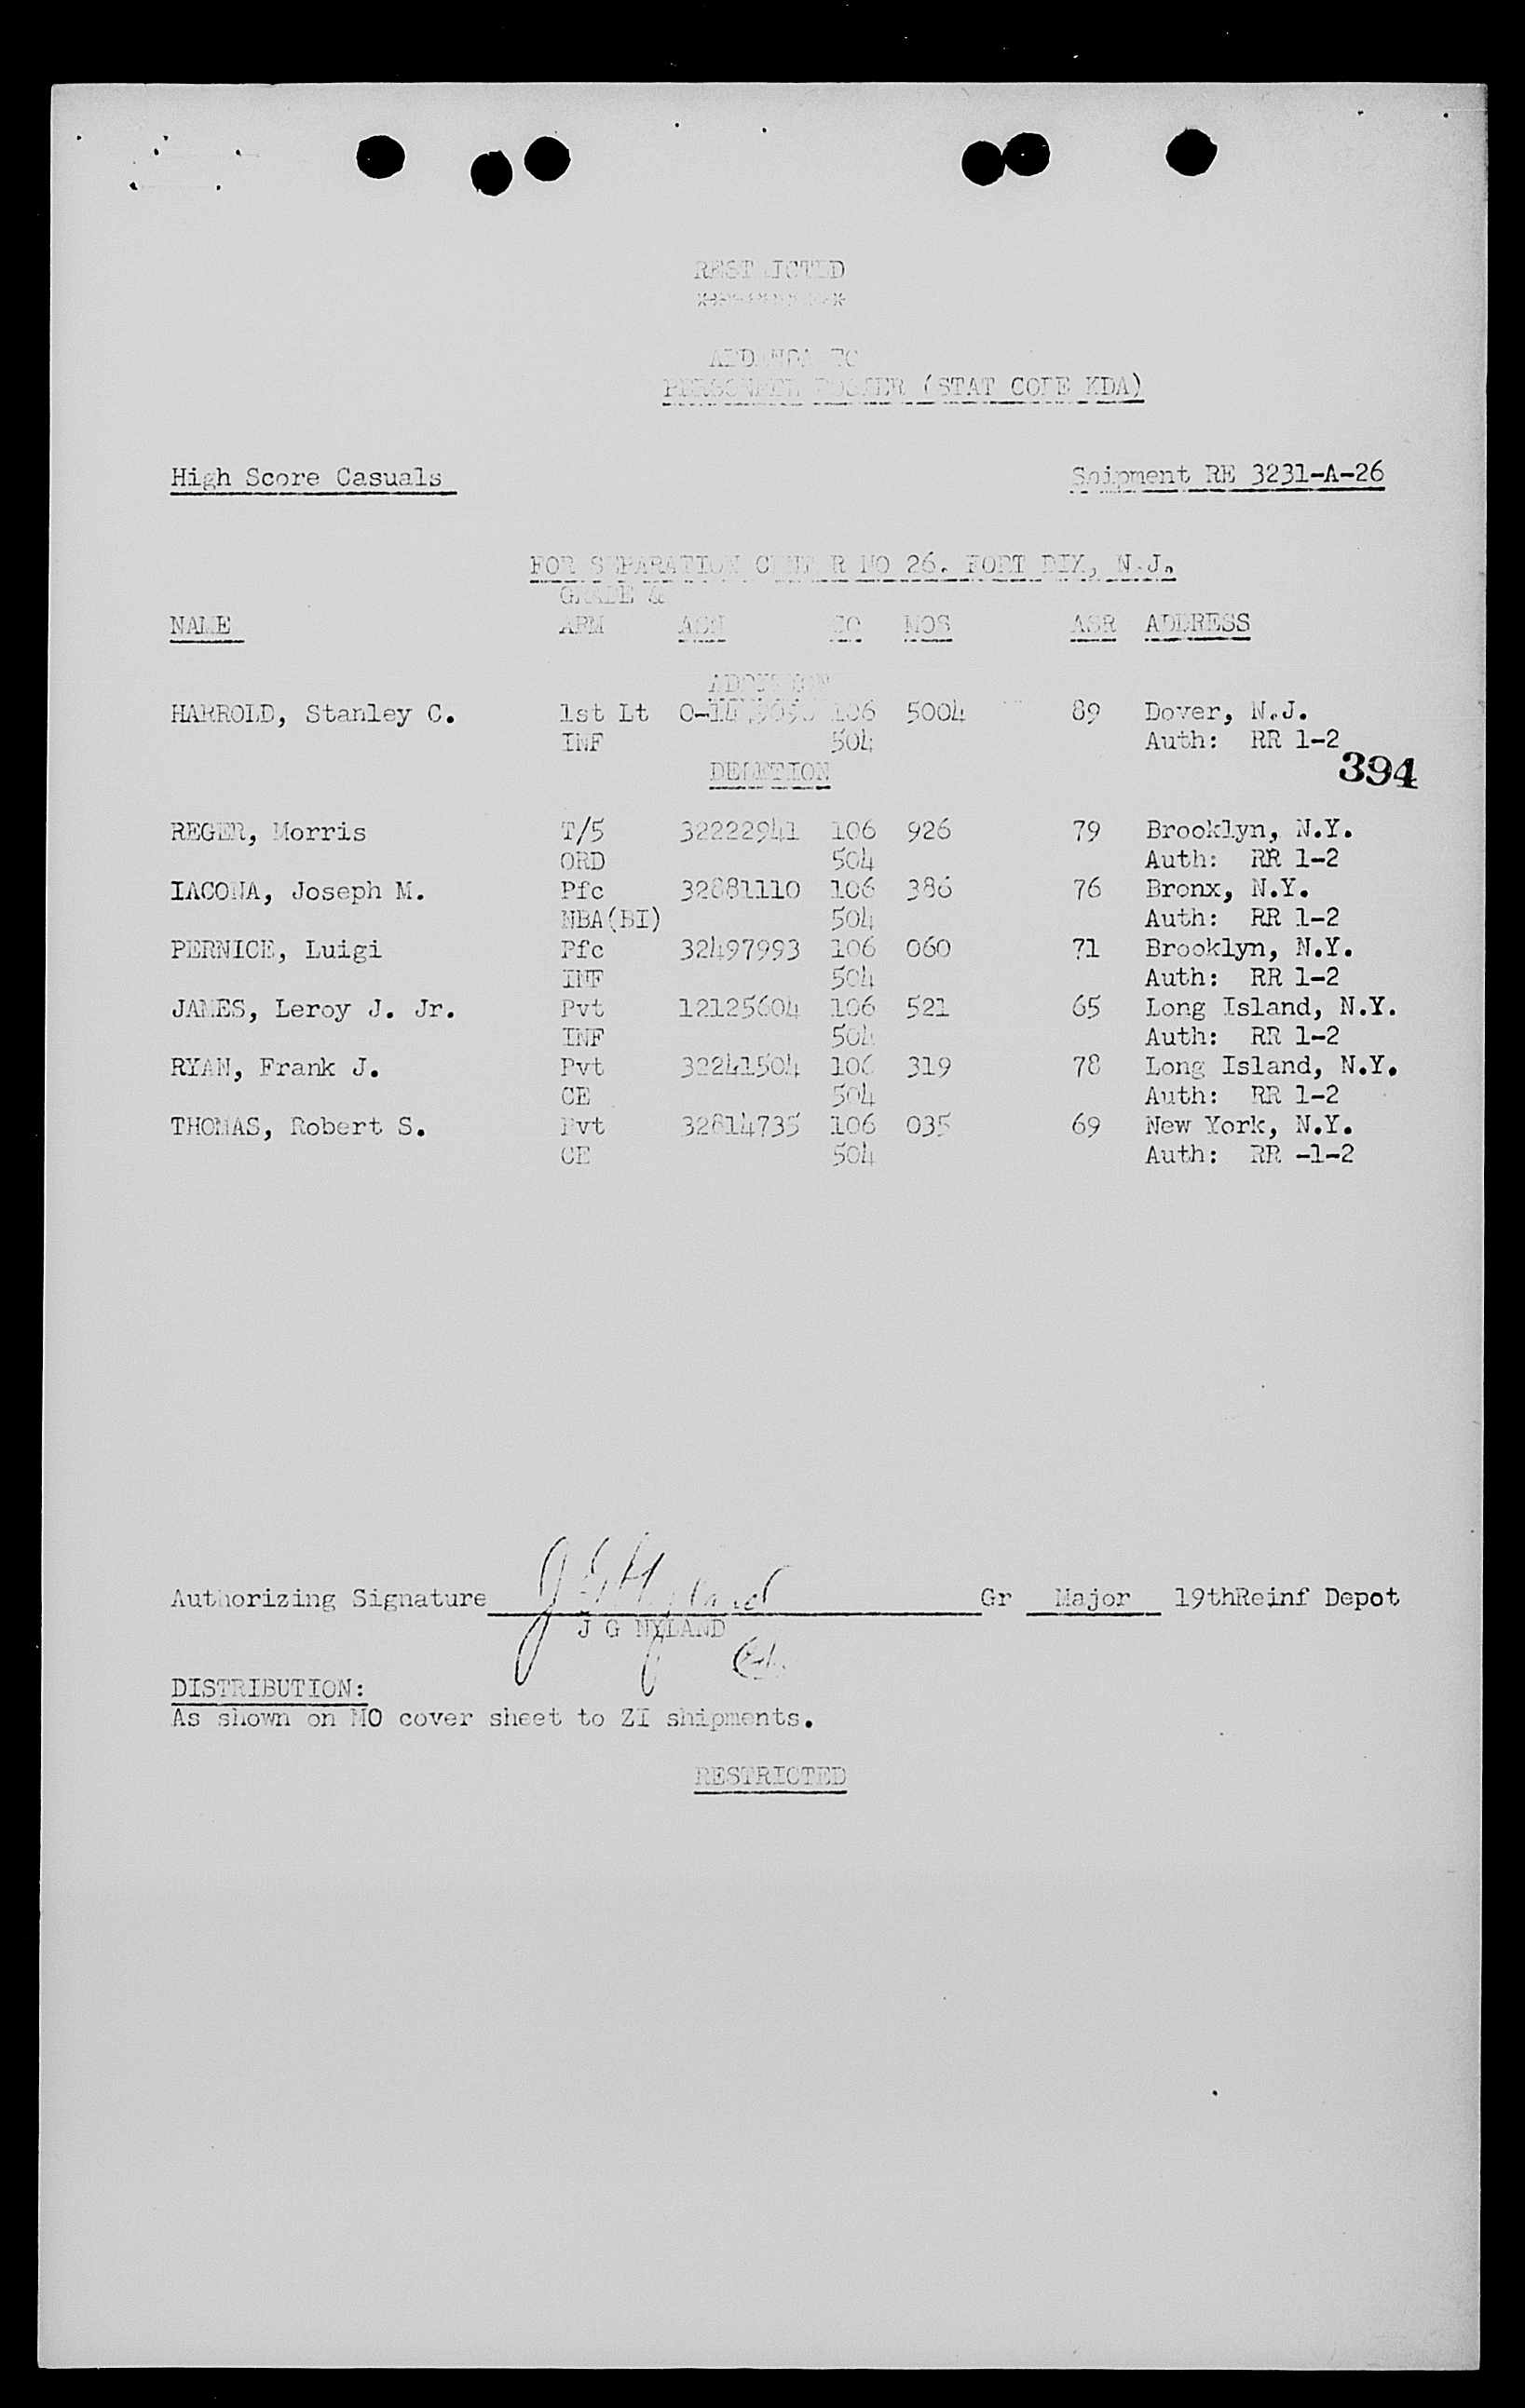 RESTRICTED
ADDENDA TO
PERSONNEL ROSTER (STAT CODE KDA)
High Score Casuals Shipment RE 3231-A-26
FOR SEPARATION CENTER NO 26. FORT DIX, N.J.
GRADE &
NAME ARM ASN MOS ASR ADDRESS
ADDITION
HARROLD, Stanley C. 1st Lt 106 5004 89 Dover, N.J.
INF 504 Auth: RR 1-2
394
DELETION
REGER, Morris T/5 32222941 106 926 79 Brooklyn, N.Y.
ORD 504 Auth: RR 1-2
IACONA, Joseph M. Pfc 32881110 106 386 76 Bronx, N.Y.
NBA(BI) 504 Auth: RR 1-2
PERNICE, Luigi Pfc 32497993 106 060 71 Brooklyn, N.Y.
INF 504 Auth: RR 1-2
JAMES, Leroy J. Jr. Pvt 12125604 106 521 65 Long Island, N.Y.
INF 504 Auth: RR 1-2
RYAN, Frank J. Pvt 32241504 106 319 78 Long Island, N.Y.
CE 504 Auth: RR 1-2
THOMAS, Robert S. Pvt 32814735 106 035 69 New York, N.Y.
CE 504 Auth: RR -1-2
Authorizing Signature J G Nyland Gr Major 19thReinf Depot
J G NYLAND
DISTRIBUTION:
As shown on MO cover sheet to ZI shipments.
RESTRICTED